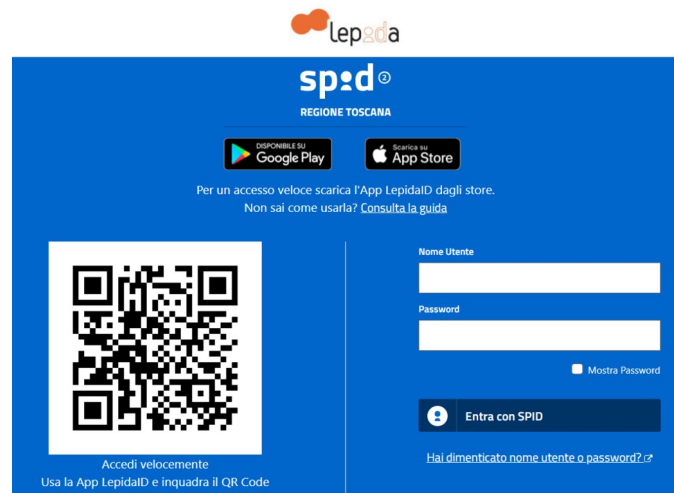 lepida
spid 2
REGIONE TOSCANA
DISPONIBILE SU
Google Play
Scarica su
App Store
Per un accesso veloce scarica l'App LepidaID dagli store.
Non sai come usarla? Consulta la guida
Nome Utente
Password
Mostra Password
Entra con SPID
Hai dimenticato nome utente o password?
Accedi velocemente
Usa la App LepidaID e inquadra il QR Code